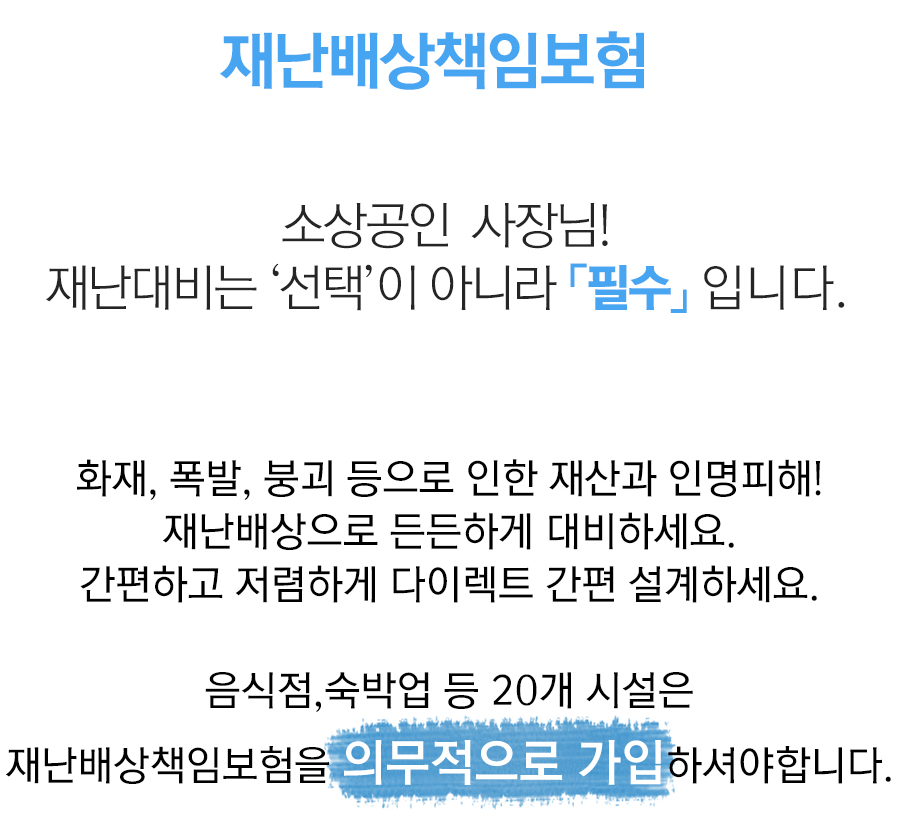 재난배상책임보험
소상공인 사장님!
재난대비는 ‘선택’이 아니라 「필수」 입니다.
화재, 폭발, 붕괴 등으로 인한 재산과 인명피해!
재난배상으로 든든하게 대비하세요.
간편하고 저렴하게 다이렉트 간편 설계하세요.
음식점,숙박업 등 20개 시설은
재난배상책임보험을 의무적으로 가입하셔야합니다.